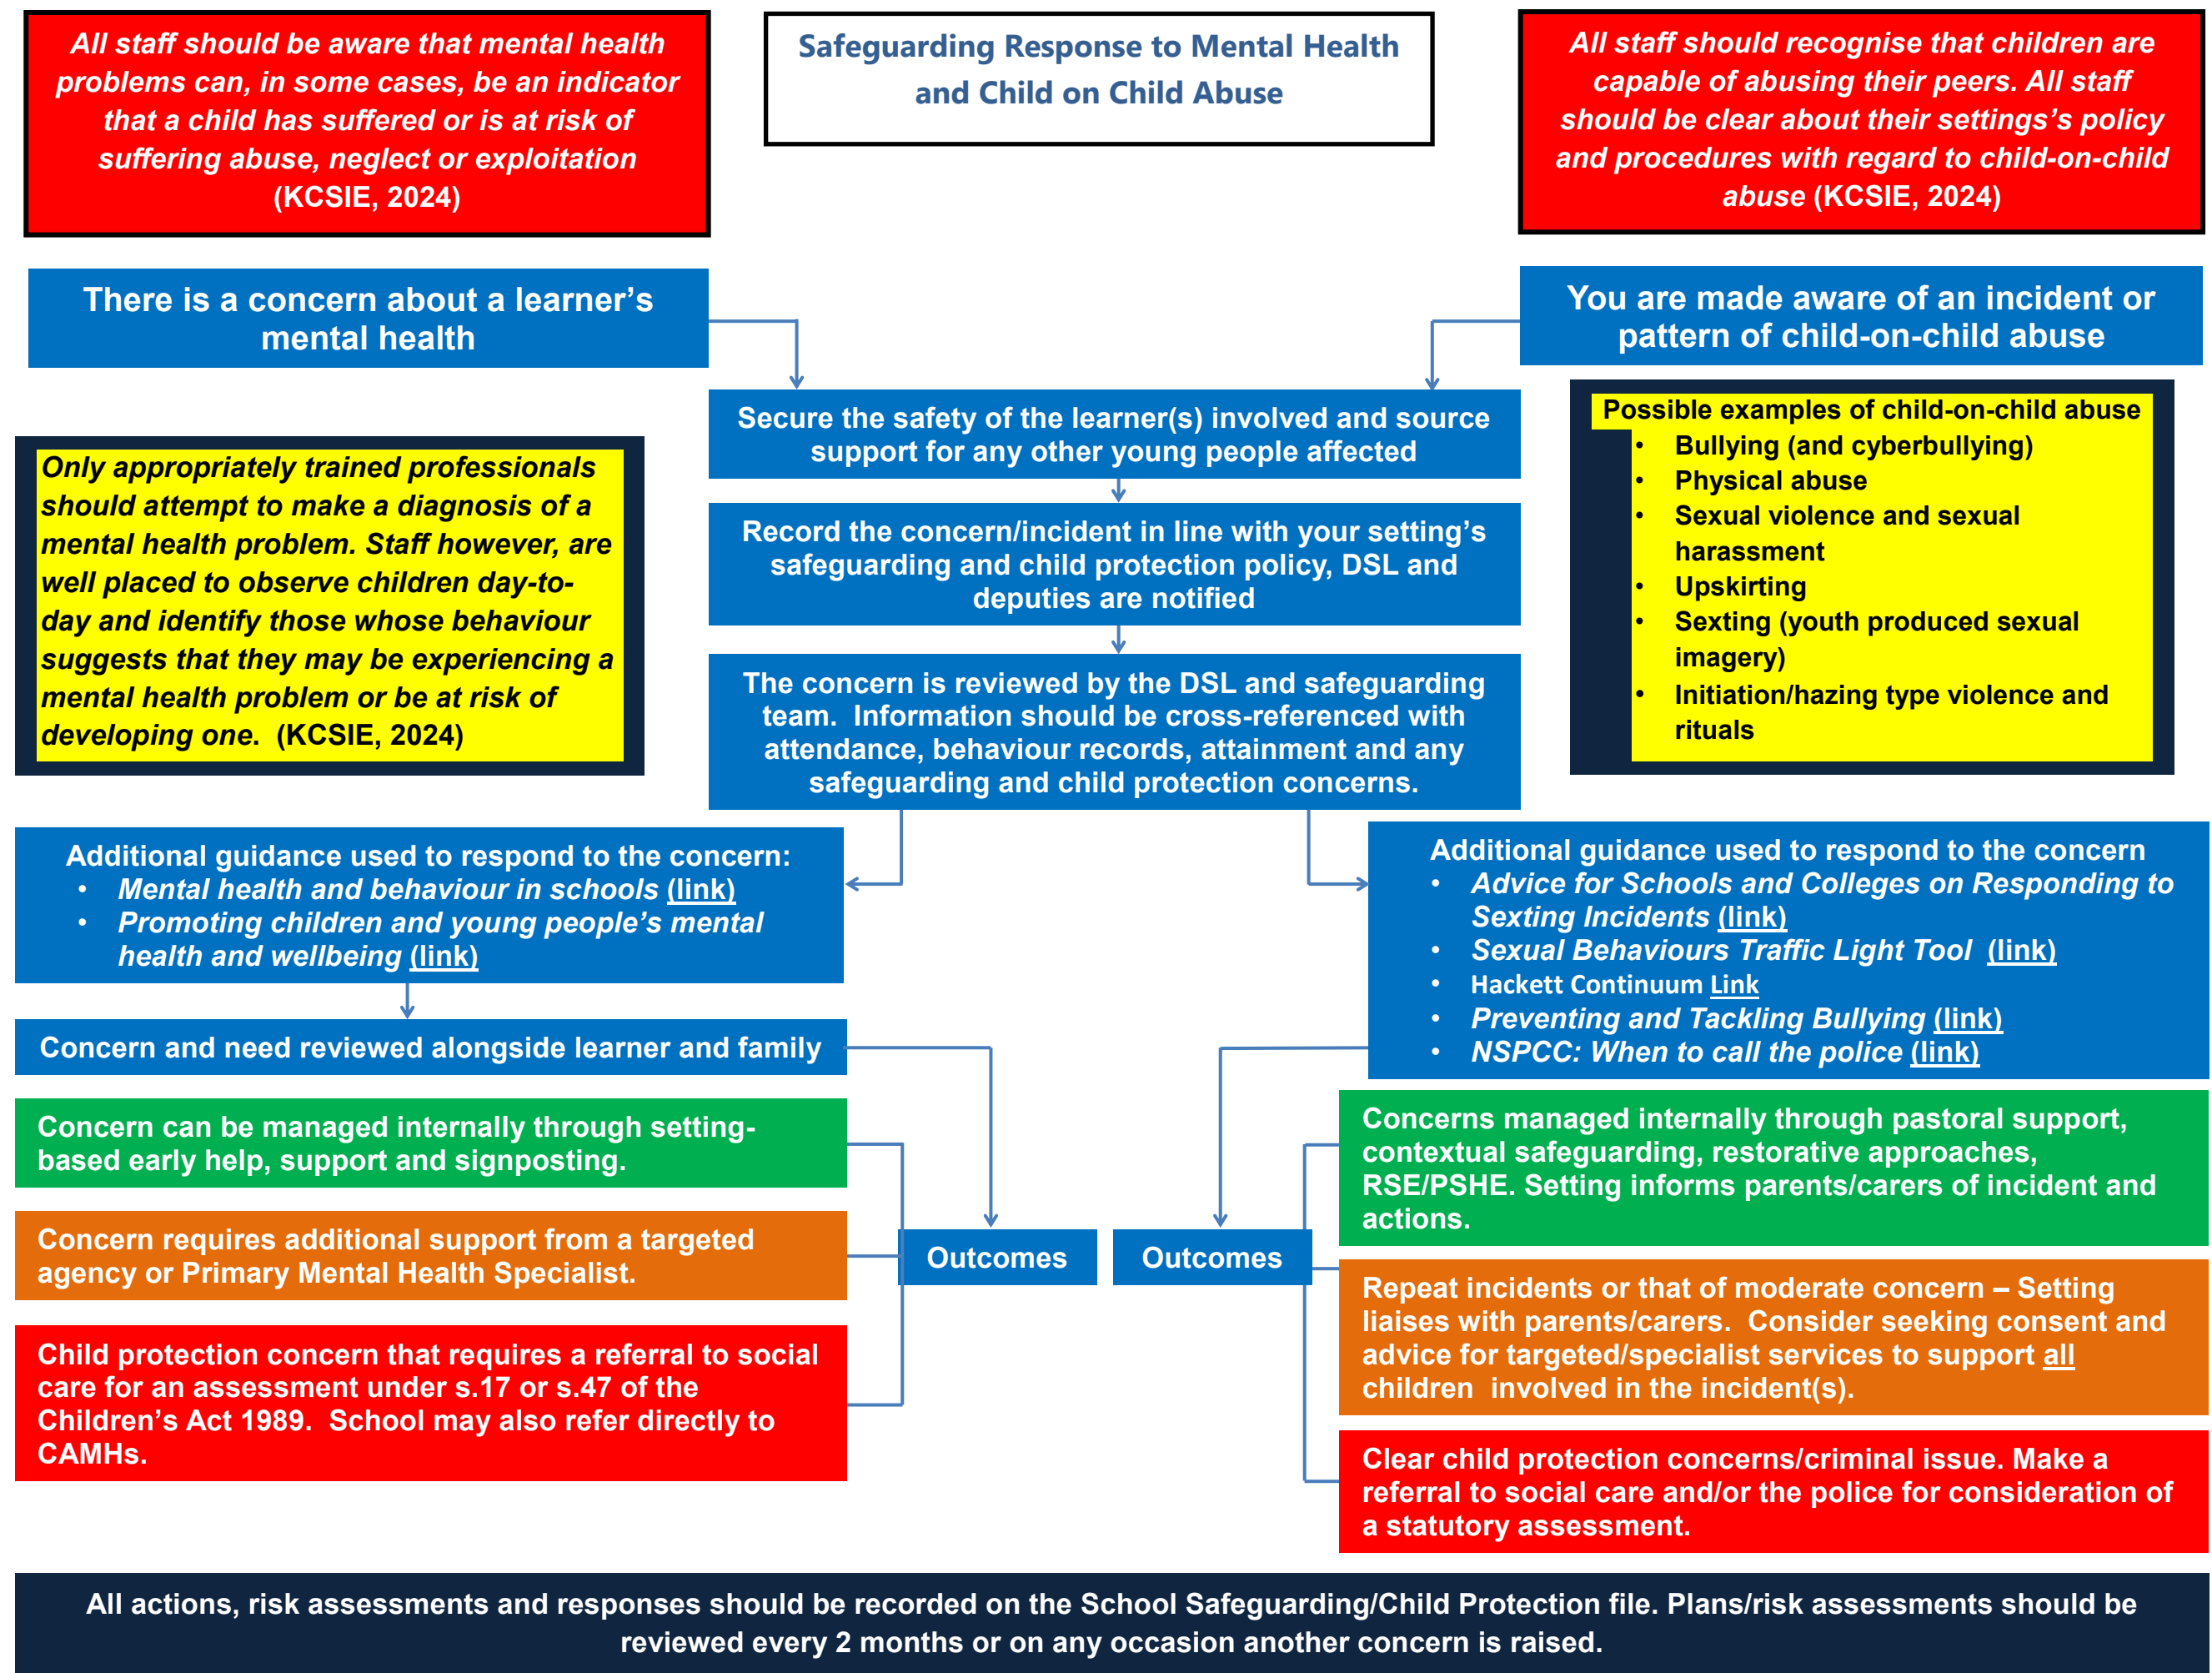 All staff should be aware that mental health
problems can, in some cases, be an indicator
that a child has suffered or is at risk of
suffering abuse, neglect or exploitation
(KCSIE, 2024)
Safeguarding Response to Mental Health
and Child on Child Abuse
All staff should recognise that children are
capable of abusing their peers. All staff
should be clear about their settings's policy
and procedures with regard to child-on-child
abuse (KCSIE, 2024)
There is a concern about a learner’s
mental health
You are made aware of an incident or
pattern of child-on-child abuse
Secure the safety of the learner(s) involved and source
support for any other young people affected
Only appropriately trained professionals
should attempt to make a diagnosis of a
mental health problem. Staff however, are
well placed to observe children day-to-
day and identify those whose behaviour
suggests that they may be experiencing a
mental health problem or be at risk of
developing one. (KCSIE, 2024)
Record the concern/incident in line with your setting’s
safeguarding and child protection policy, DSL and
deputies are notified
Possible examples of child-on-child abuse
• Bullying (and cyberbullying)
• Physical abuse
• Sexual violence and sexual
harassment
• Upskirting
• Sexting (youth produced sexual
imagery)
• Initiation/hazing type violence and
rituals
The concern is reviewed by the DSL and safeguarding
team. Information should be cross-referenced with
attendance, behaviour records, attainment and any
safeguarding and child protection concerns.
Additional guidance used to respond to the concern:
• Mental health and behaviour in schools (link)
• Promoting children and young people’s mental
health and wellbeing (link)
Additional guidance used to respond to the concern
• Advice for Schools and Colleges on Responding to
Sexting Incidents (link)
• Sexual Behaviours Traffic Light Tool (link)
• Hackett Continuum Link
• Preventing and Tackling Bullying (link)
• NSPCC: When to call the police (link)
Concern and need reviewed alongside learner and family
Concern can be managed internally through setting-
based early help, support and signposting.
Concern requires additional support from a targeted
agency or Primary Mental Health Specialist.
Child protection concern that requires a referral to social
care for an assessment under s.17 or s.47 of the
Children’s Act 1989. School may also refer directly to
CAMHs.
Outcomes
Outcomes
Concerns managed internally through pastoral support,
contextual safeguarding, restorative approaches,
RSE/PSHE. Setting informs parents/carers of incident and
actions.
Repeat incidents or that of moderate concern – Setting
liaises with parents/carers. Consider seeking consent and
advice for targeted/specialist services to support all
children involved in the incident(s).
Clear child protection concerns/criminal issue. Make a
referral to social care and/or the police for consideration of
a statutory assessment.
All actions, risk assessments and responses should be recorded on the School Safeguarding/Child Protection file. Plans/risk assessments should be
reviewed every 2 months or on any occasion another concern is raised.